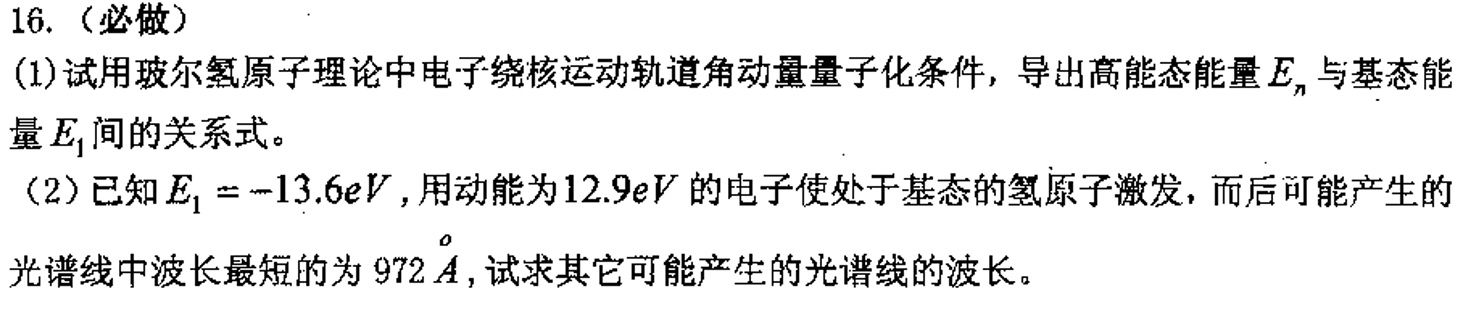 16.（必做）
(1)试用玻尔氢原子理论中电子绕核运动轨道角动量量子化条件，导出高能态能量 Eₙ 与基态能
量 E₁ 间的关系式。
（2）已知 E₁ = −13.6eV , 用动能为12.9eV 的电子使处于基态的氢原子激发，而后可能产生的
光谱线中波长最短的为 972 Å , 试求其它可能产生的光谱线的波长。